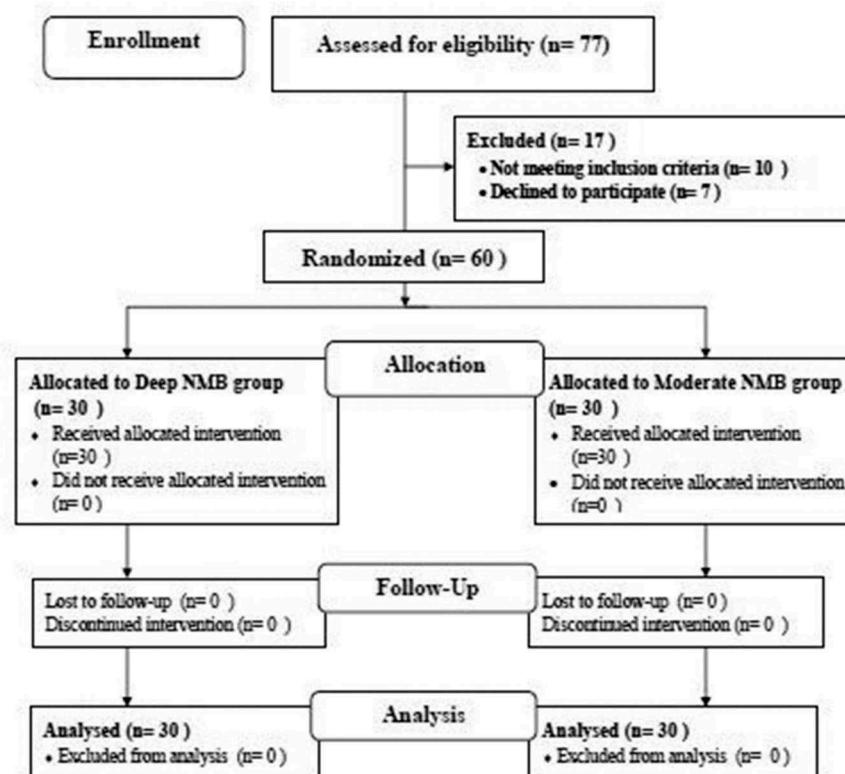 Enrollment
Assessed for eligibility (n= 77)
Excluded (n= 17 )
• Not meeting inclusion criteria (n= 10 )
• Declined to participate (n= 7 )
Randomized (n= 60 )
Allocation
Allocated to Deep NMB group
(n= 30 )
♦ Received allocated intervention
(n=30 )
♦ Did not receive allocated intervention
(n= 0 )
Allocated to Moderate NMB group
(n= 30 )
♦ Received allocated intervention
(n=30 )
♦ Did not receive allocated intervention
(n=0 )
Follow-Up
Lost to follow-up (n= 0 )
Discontinued intervention (n= 0 )
Lost to follow-up (n= 0 )
Discontinued intervention (n= 0 )
Analysis
Analysed (n= 30 )
♦ Excluded from analysis (n= 0 )
Analysed (n= 30 )
♦ Excluded from analysis (n= 0 )